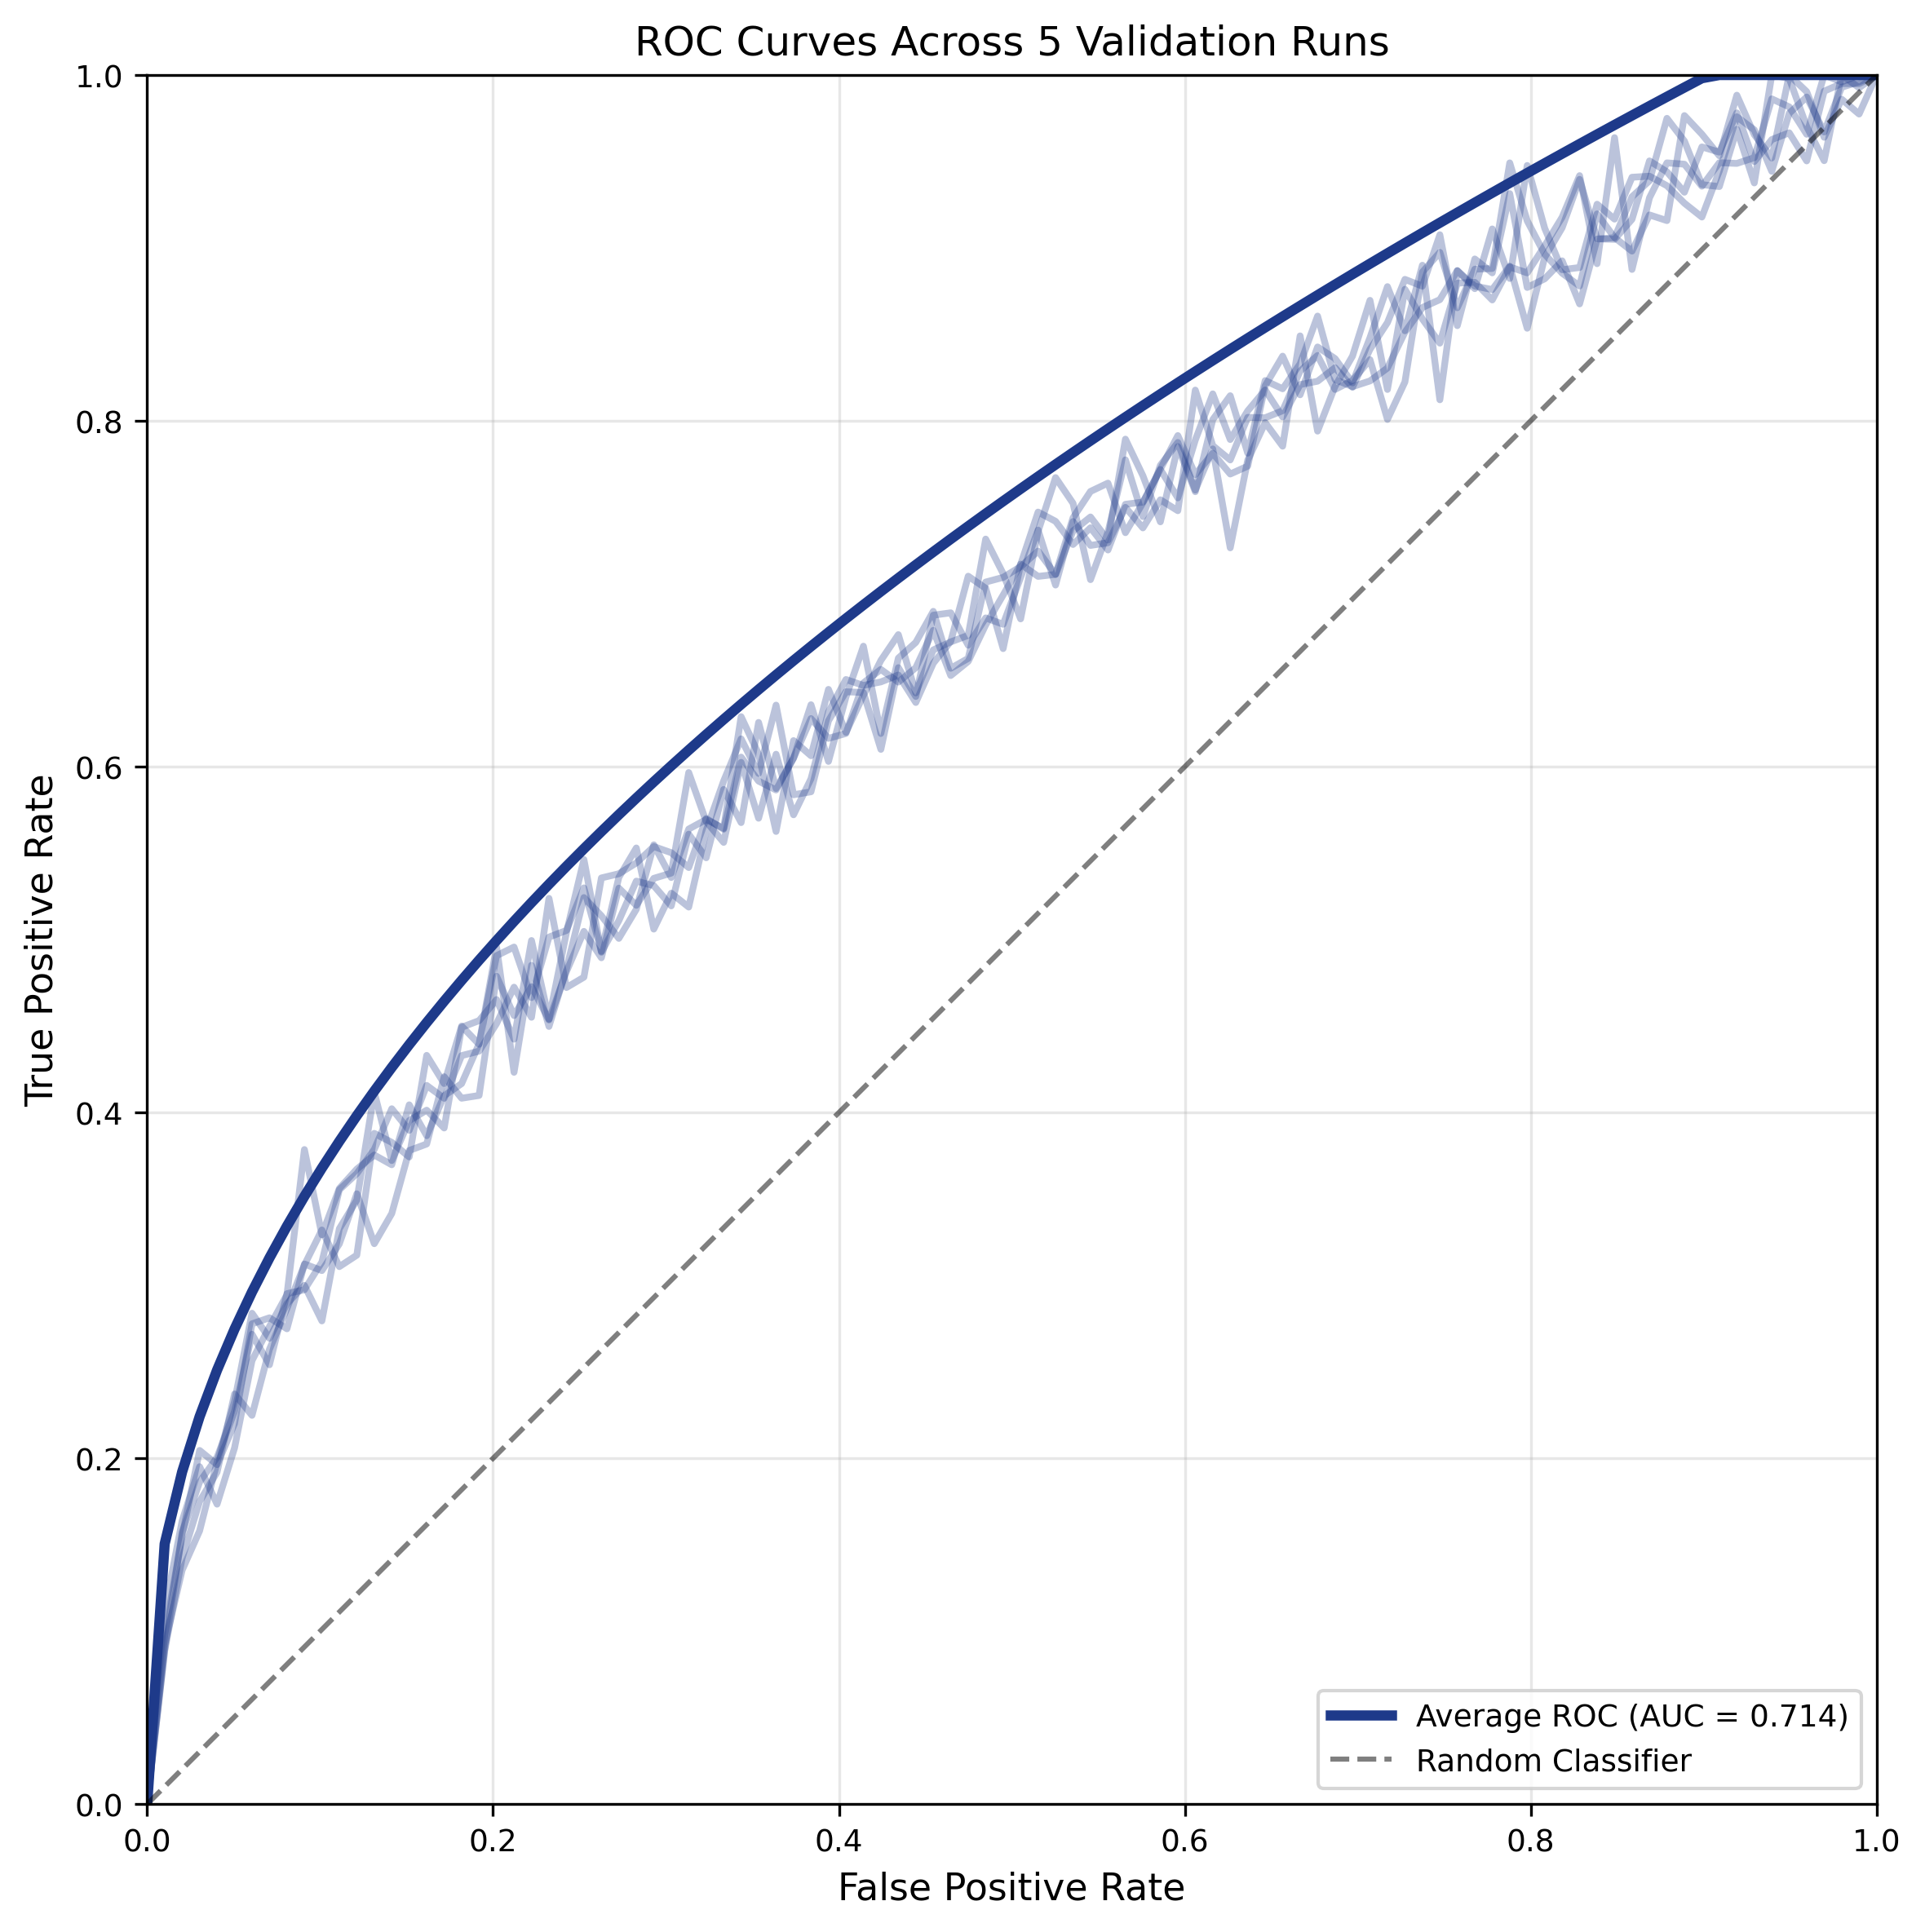 ROC Curves Across 5 Validation Runs
1.0
0.8
0.6
0.4
0.2
0.0
True Positive Rate
0.0 0.2 0.4 0.6 0.8 1.0
False Positive Rate
Average ROC (AUC = 0.714)
Random Classifier